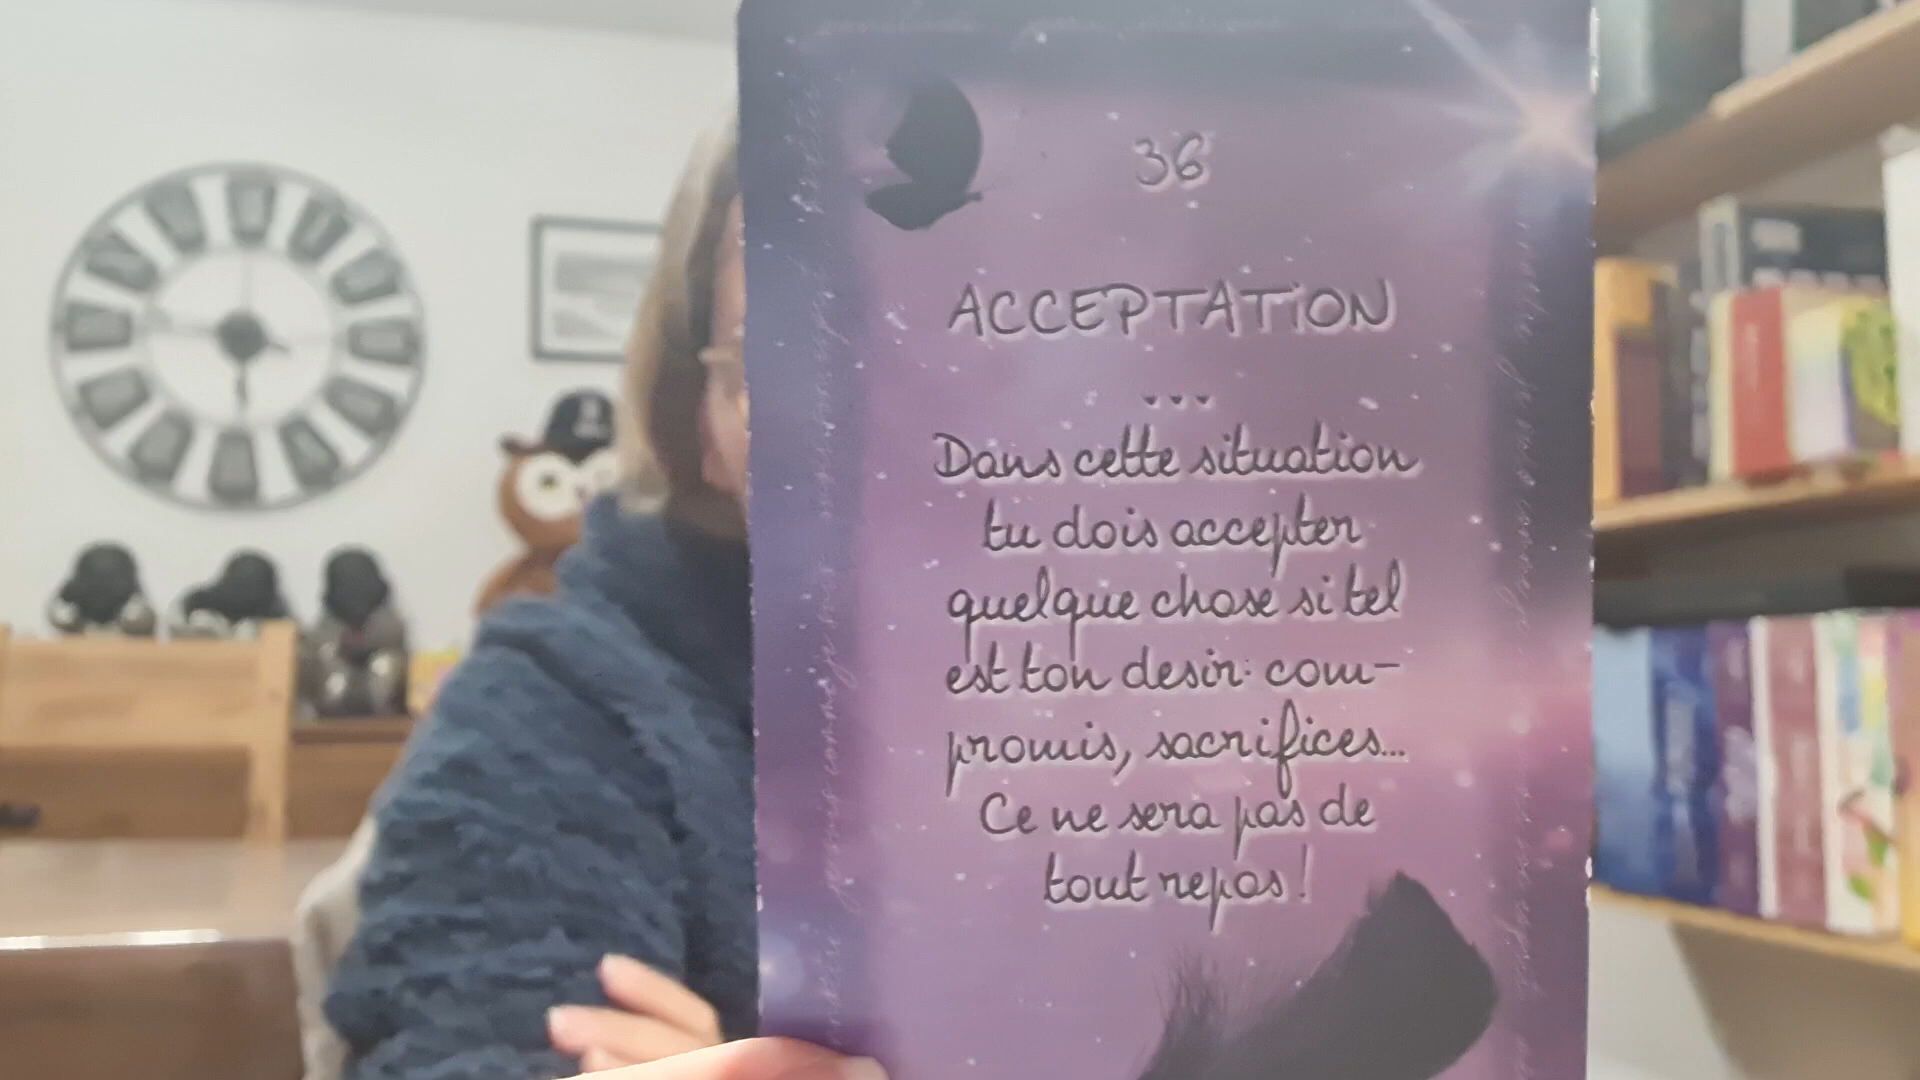 36
ACCEPTATION
...
Dans cette situation
tu dois accepter
quelque chose si tel
est ton desir: com-
promis, sacrifices...
Ce ne sera pas de
tout repos !